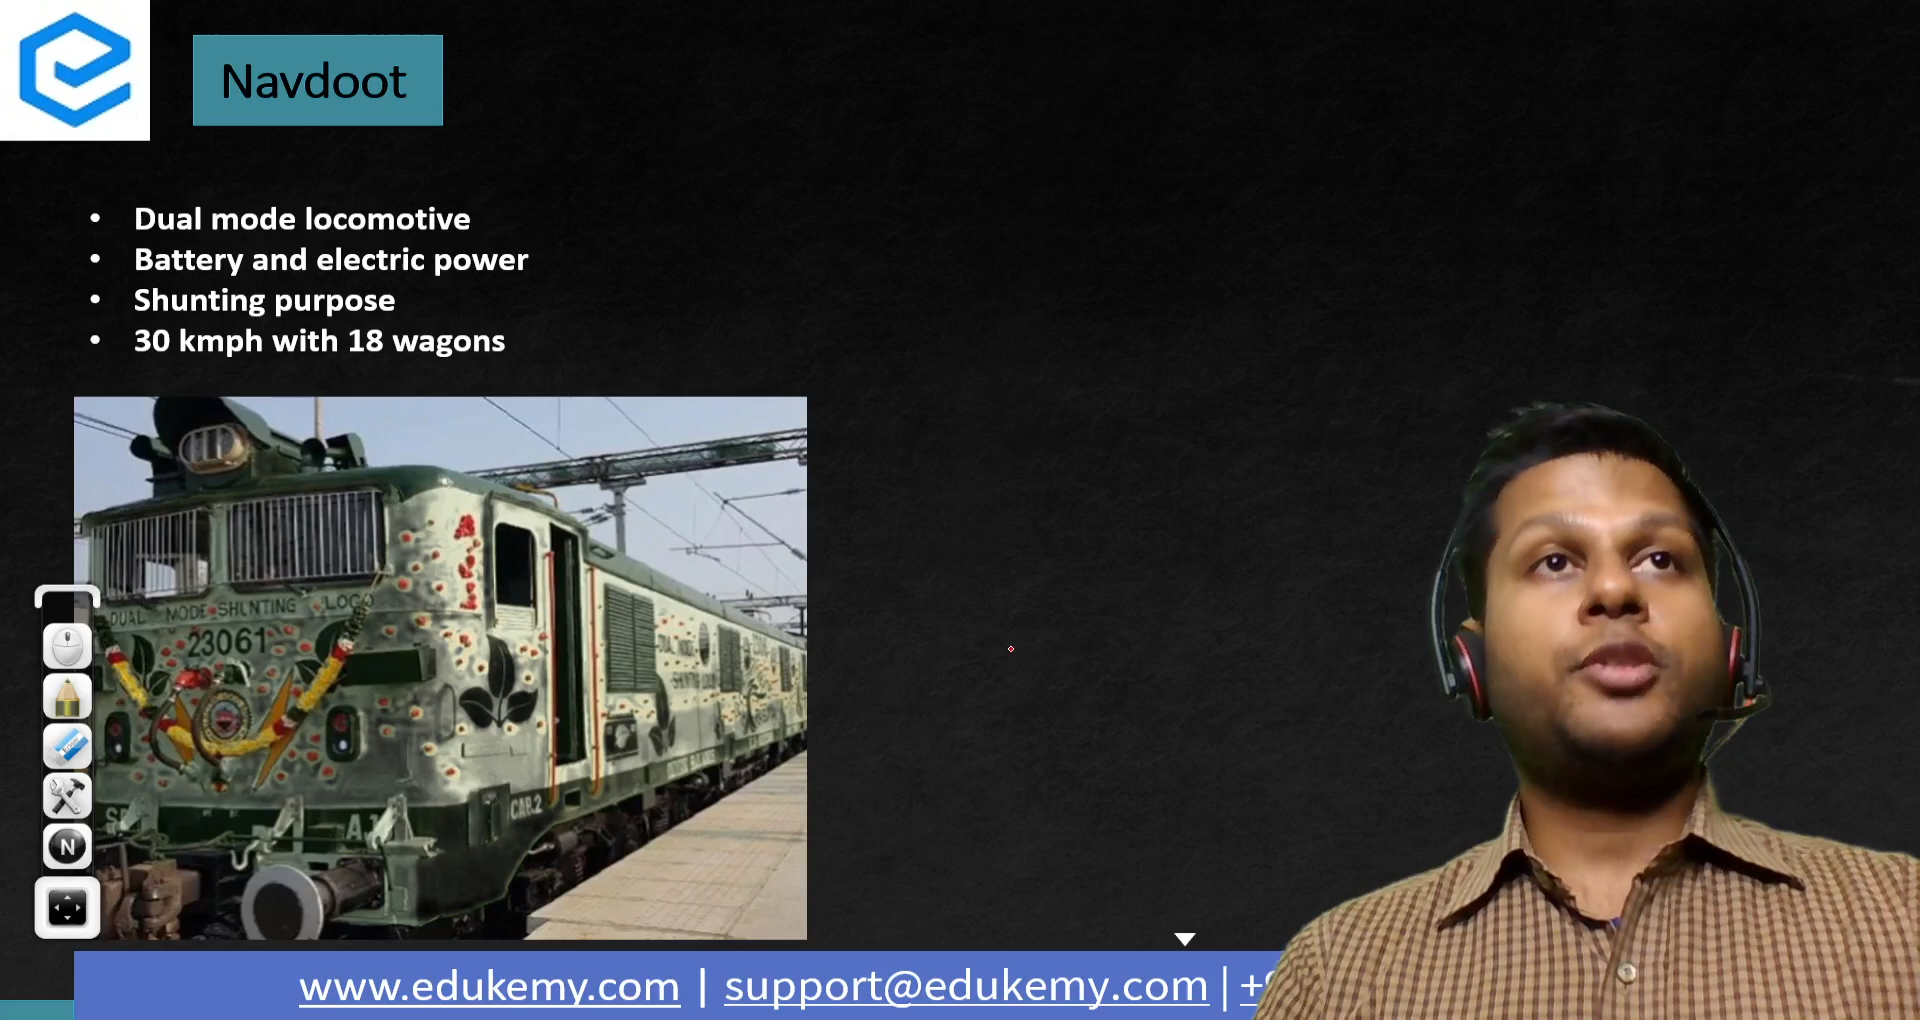 Navdoot
• Dual mode locomotive
• Battery and electric power
• Shunting purpose
• 30 kmph with 18 wagons
DUAL MODE SHUNTING LOCO
23061
CAB.2
N
www.edukemy.com | support@edukemy.com | +9